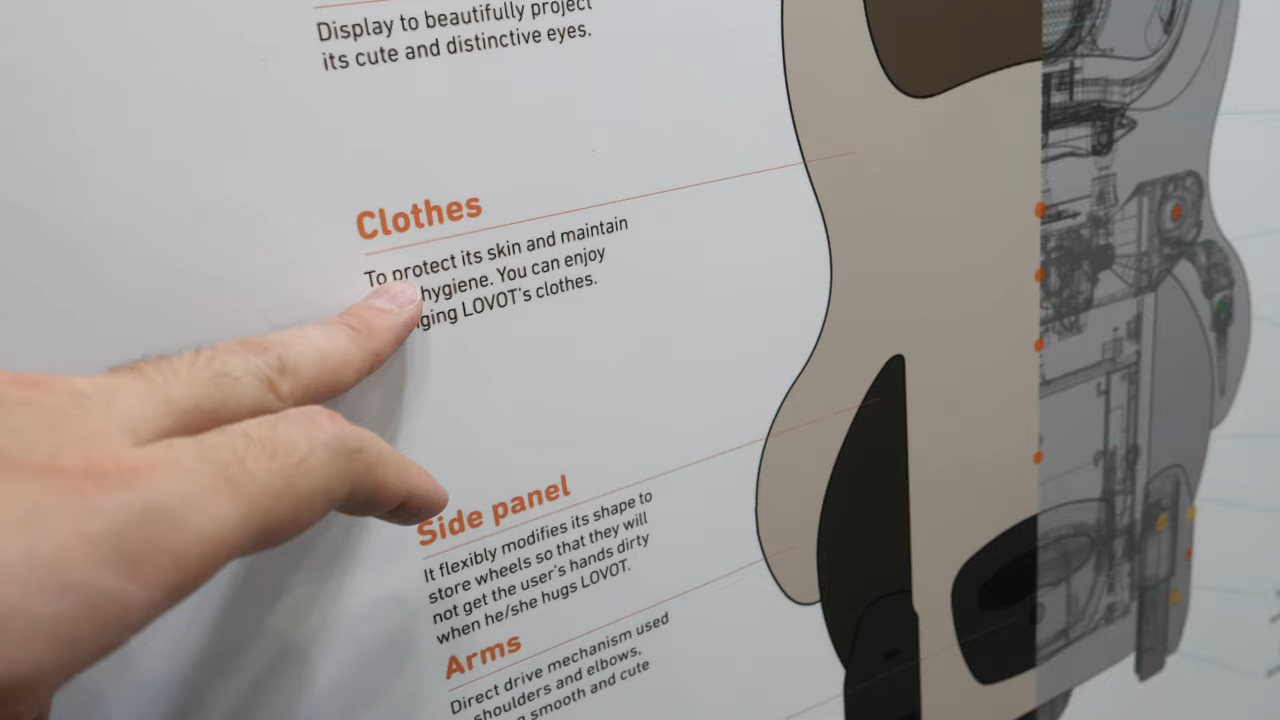 Display to beautifully project
its cute and distinctive eyes.
Clothes
To protect its skin and maintain
hygiene. You can enjoy
ging LOVOT's clothes.
Side panel
It flexibly modifies its shape to
store wheels so that they will
not get the user's hands dirty
when he/she hugs LOVOT.
Arms
Direct drive mechanism used
shoulders and elbows,
smooth and cute